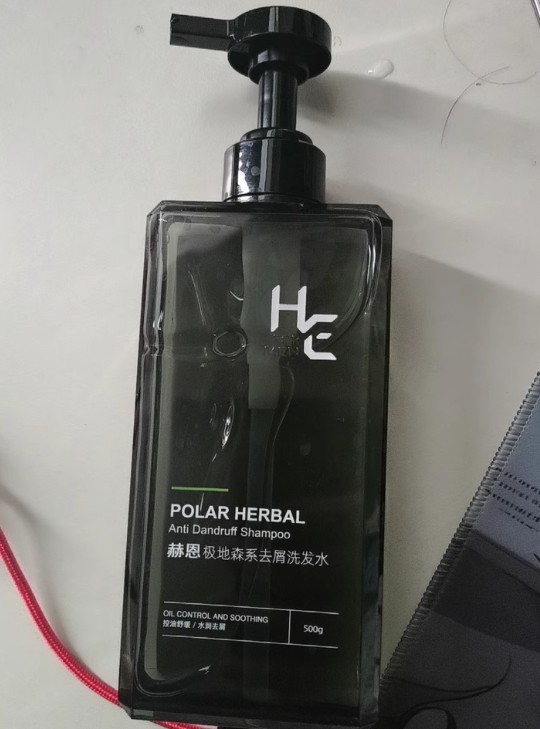 HE
POLAR HERBAL
Anti Dandruff Shampoo
赫恩极地森系去屑洗发水
OIL CONTROL AND SOOTHING
控油舒缓 / 水润去屑
500g